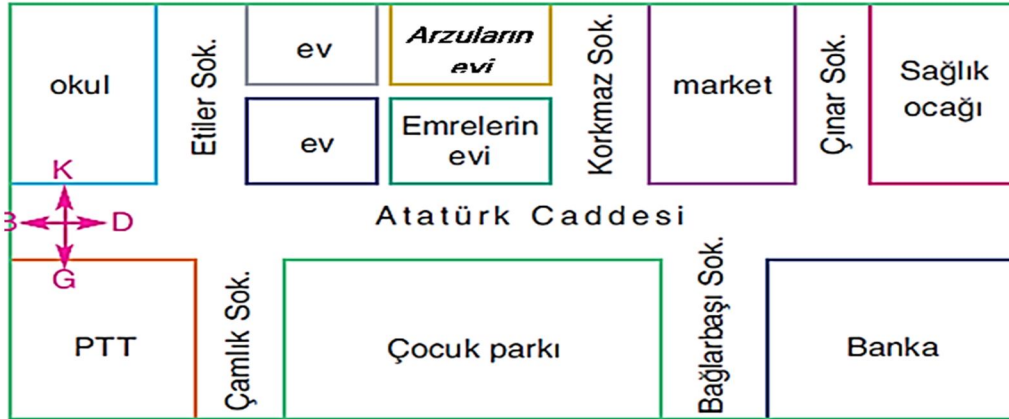 okul
Etiler Sok.
ev
Arzuların
evi
ev
Emrelerin
evi
Korkmaz Sok.
market
Çınar Sok.
Sağlık
ocağı
K
B
D
G
Atatürk Caddesi
PTT
Çamlık Sok.
Çocuk parkı
Bağlarbaşı Sok.
Banka